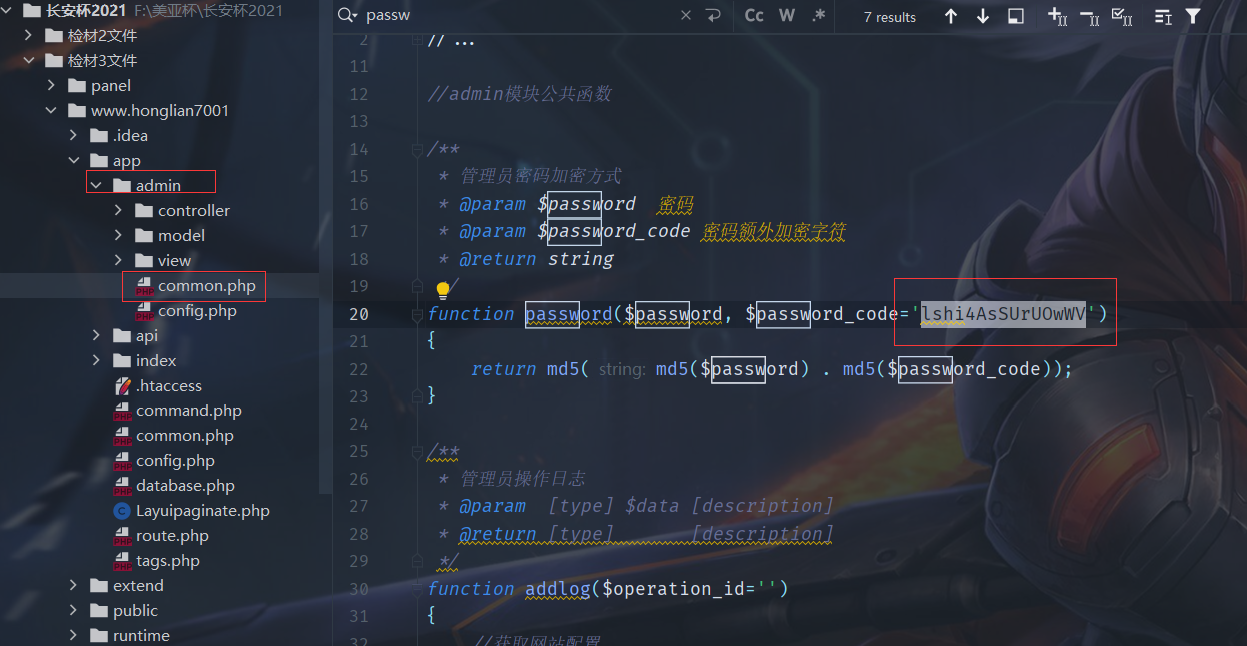 长安杯2021 F:\美亚杯\长安杯2021
检材2文件
检材3文件
panel
www.honglian7001
.idea
app
admin
controller
model
view
common.php
config.php
api
index
.htaccess
command.php
common.php
config.php
database.php
Layuipaginate.php
route.php
tags.php
extend
public
runtime
passw
Cc W .* 7 results
2 // ...
11
12 //admin模块公共函数
13
14 /**
15 * 管理员密码加密方式
16 * @param $password 密码
17 * @param $password_code 密码额外加密字符
18 * @return string
19 */
20 function password($password, $password_code='lshi4AsSUrUOwWV')
21 {
22 return md5( string: md5($password) . md5($password_code));
23 }
24
25 /**
26 * 管理员操作日志
27 * @param [type] $data [description]
28 * @return [type] [description]
29 */
30 function addlog($operation_id='')
31 {
32 //获取网站配置